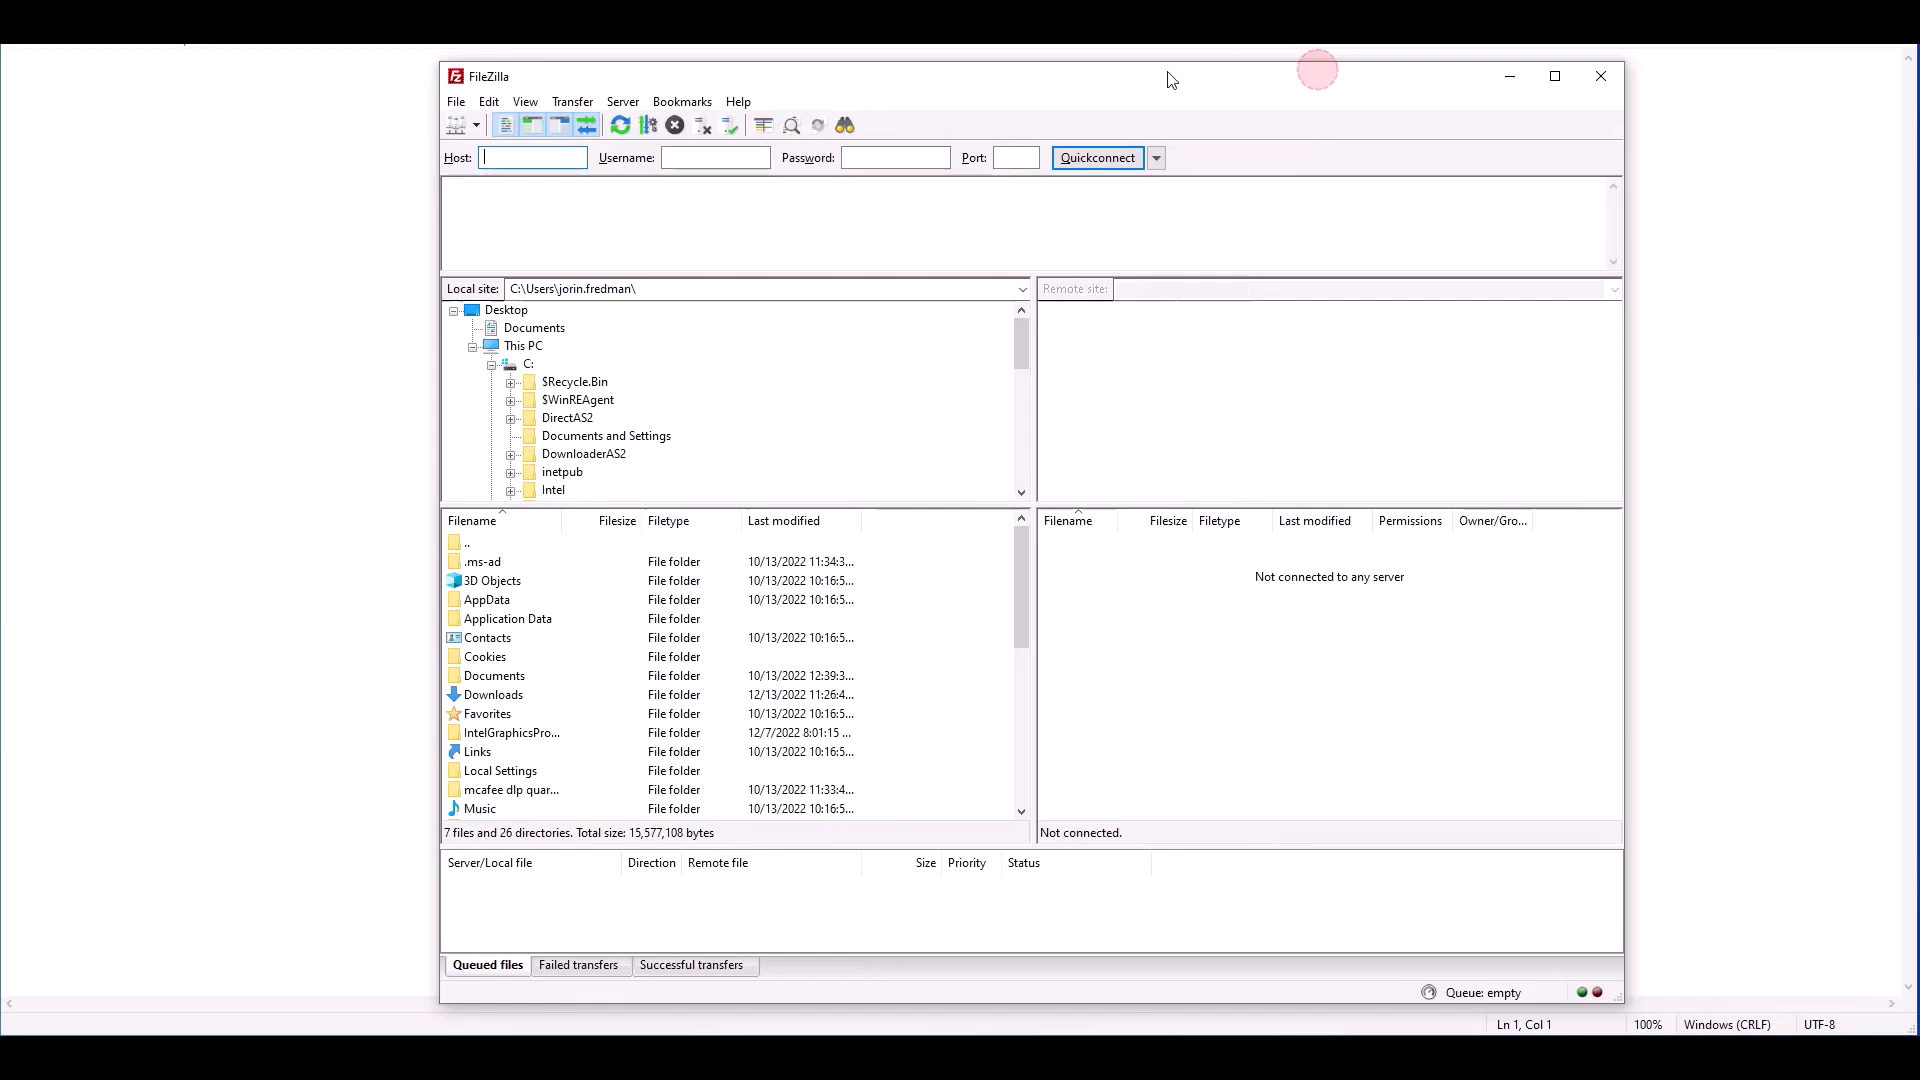 FileZilla
File Edit View Transfer Server Bookmarks Help
Host: Username: Password: Port: Quickconnect
Local site: C:\Users\jorin.fredman\
Remote site:
Desktop
Documents
This PC
C:
$Recycle.Bin
$WinREAgent
DirectAS2
Documents and Settings
DownloaderAS2
inetpub
Intel
Filename Filesize Filetype Last modified
..
.ms-ad File folder 10/13/2022 11:34:3...
3D Objects File folder 10/13/2022 10:16:5...
AppData File folder 10/13/2022 10:16:5...
Application Data File folder
Contacts File folder 10/13/2022 10:16:5...
Cookies File folder
Documents File folder 10/13/2022 12:39:3...
Downloads File folder 12/13/2022 11:26:4...
Favorites File folder 10/13/2022 10:16:5...
IntelGraphicsPro... File folder 12/7/2022 8:01:15 ...
Links File folder 10/13/2022 10:16:5...
Local Settings File folder
mcafee dlp quar... File folder 10/13/2022 11:33:4...
Music File folder 10/13/2022 10:16:5...
7 files and 26 directories. Total size: 15,577,108 bytes
Filename Filesize Filetype Last modified Permissions Owner/Gro...
Not connected to any server
Not connected.
Server/Local file Direction Remote file Size Priority Status
Queued files Failed transfers Successful transfers
Queue: empty
Ln 1, Col 1 100% Windows (CRLF) UTF-8